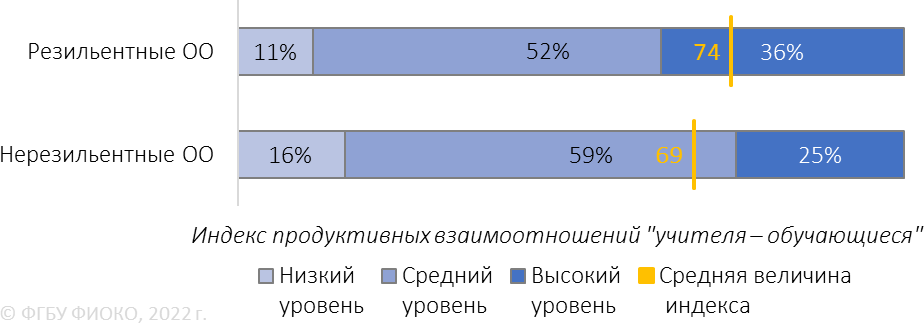 Резильентные ОО 11% 52% 74 36%
Нерезильентные ОО 16% 59% 69 25%
Индекс продуктивных взаимоотношений "учителя – обучающиеся"
Низкий уровень
Средний уровень
Высокий уровень
Средняя величина индекса
© ФГБУ ФИОКО, 2022 г.